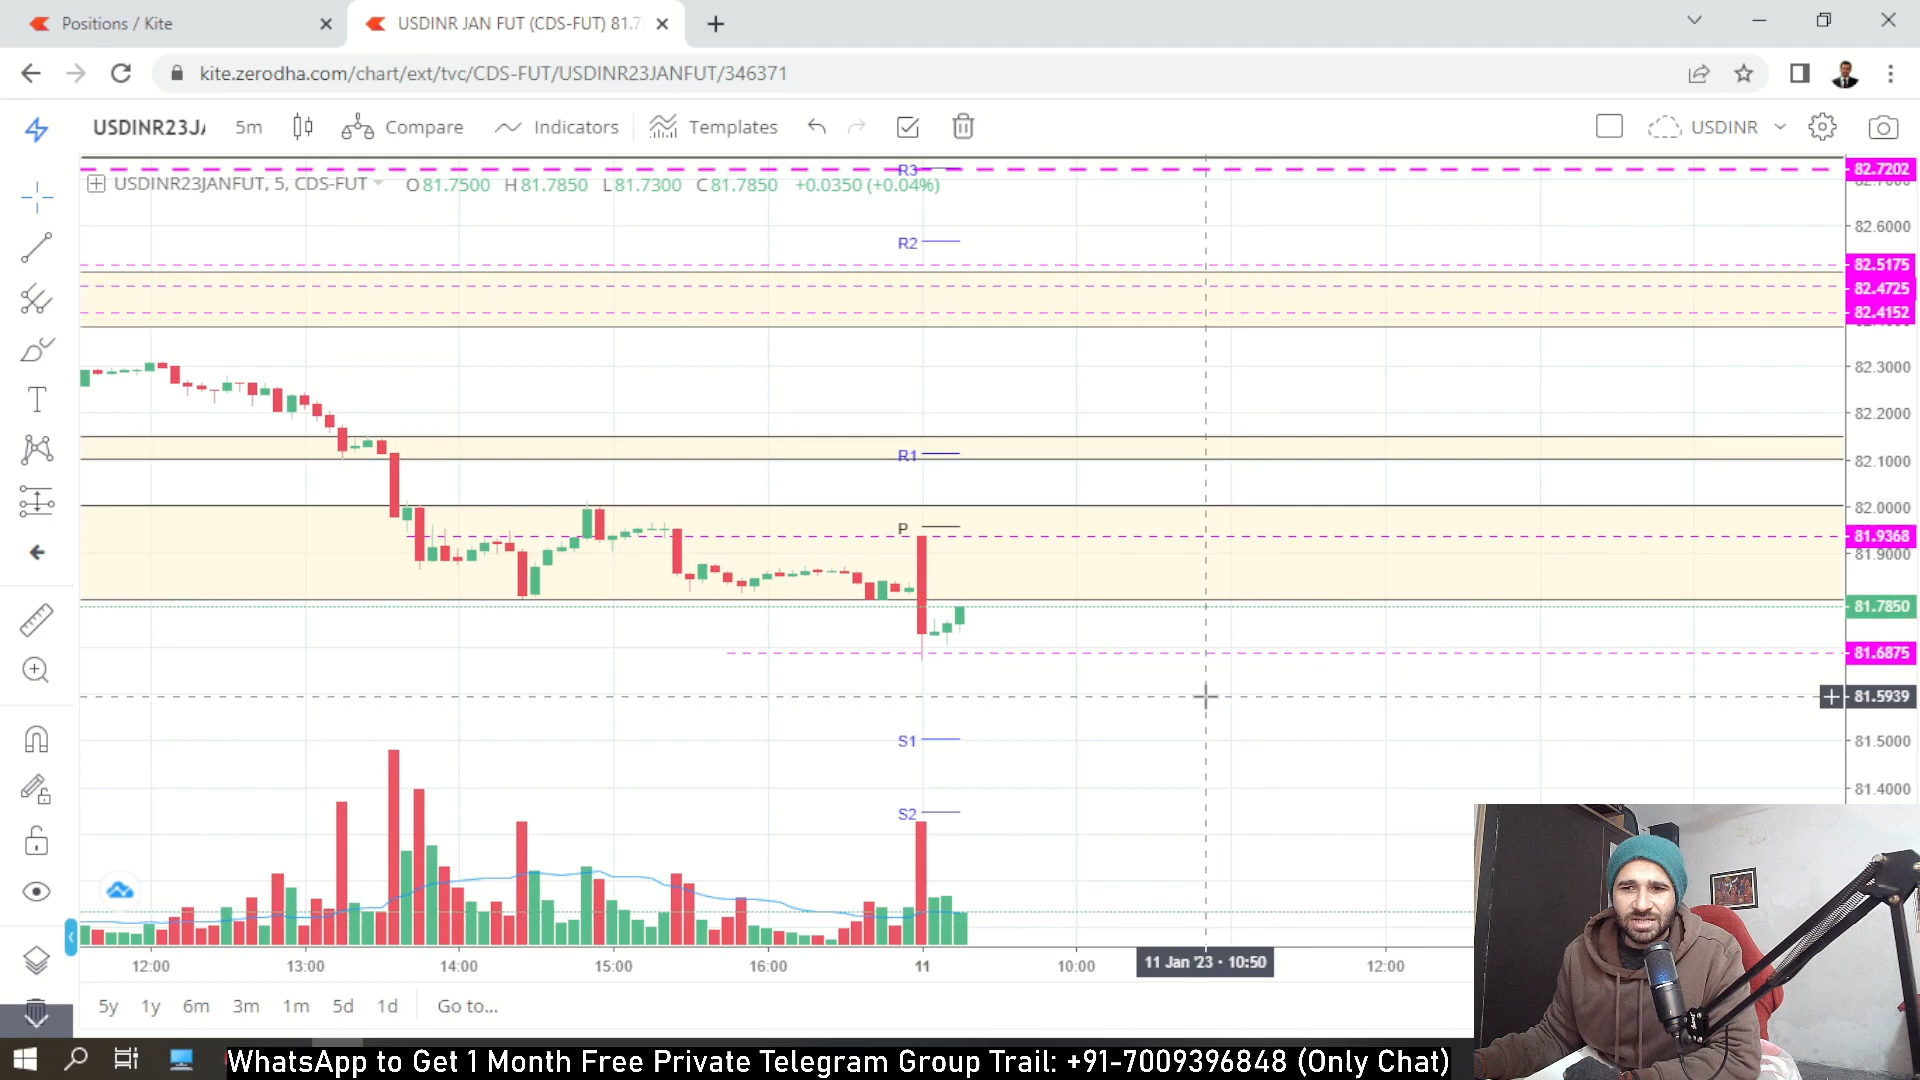 Positions / Kite
USDINR JAN FUT (CDS-FUT) 81.7
kite.zerodha.com/chart/ext/tvc/CDS-FUT/USDINR23JANFUT/346371
USDINR23J
5m
Compare
Indicators
Templates
USDINR
USDINR23JANFUT, 5, CDS-FUT O81.7500 H81.7850 L81.7300 C81.7850 +0.0350 (+0.04%)
R3
82.7202
82.6000
R2
82.5175
82.4725
82.4152
82.3000
82.2000
R1
82.1000
82.0000
P
81.9368
81.9000
81.7850
81.6875
81.5939
S1
81.5000
81.4000
S2
12:00 13:00 14:00 15:00 16:00 11 10:00 11 Jan '23 · 10:50 12:00
5y 1y 6m 3m 1m 5d 1d Go to...
WhatsApp to Get 1 Month Free Private Telegram Group Trail: +91-7009396848 (Only Chat)